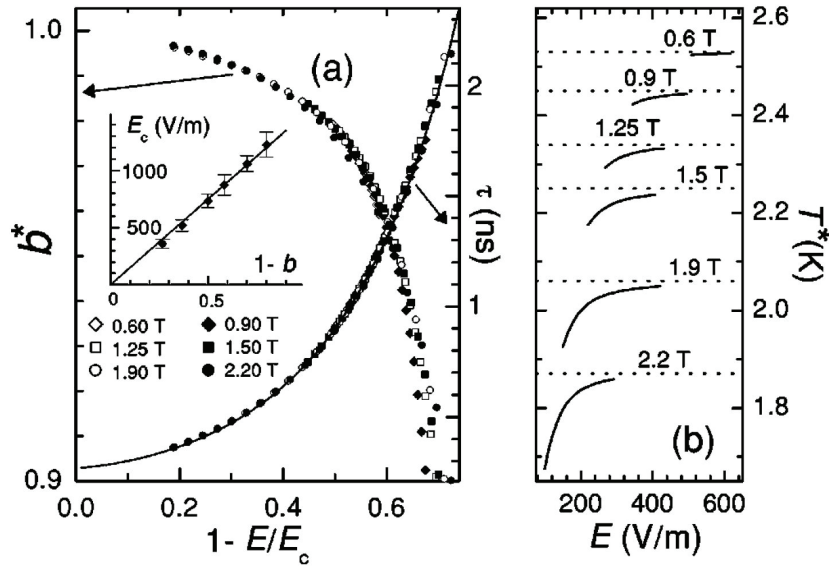 1.0
0.9
b*
(a)
E_c (V/m)
1000
500
0
0
0.5
1- b
0.60 T
0.90 T
1.25 T
1.50 T
1.90 T
2.20 T
0.0
0.2
0.4
0.6
1- E/E_c
2
1
τ (ns)
0.6 T
0.9 T
1.25 T
1.5 T
1.9 T
2.2 T
(b)
200
400
600
E (V/m)
2.6
2.4
2.2
2.0
1.8
T*(K)